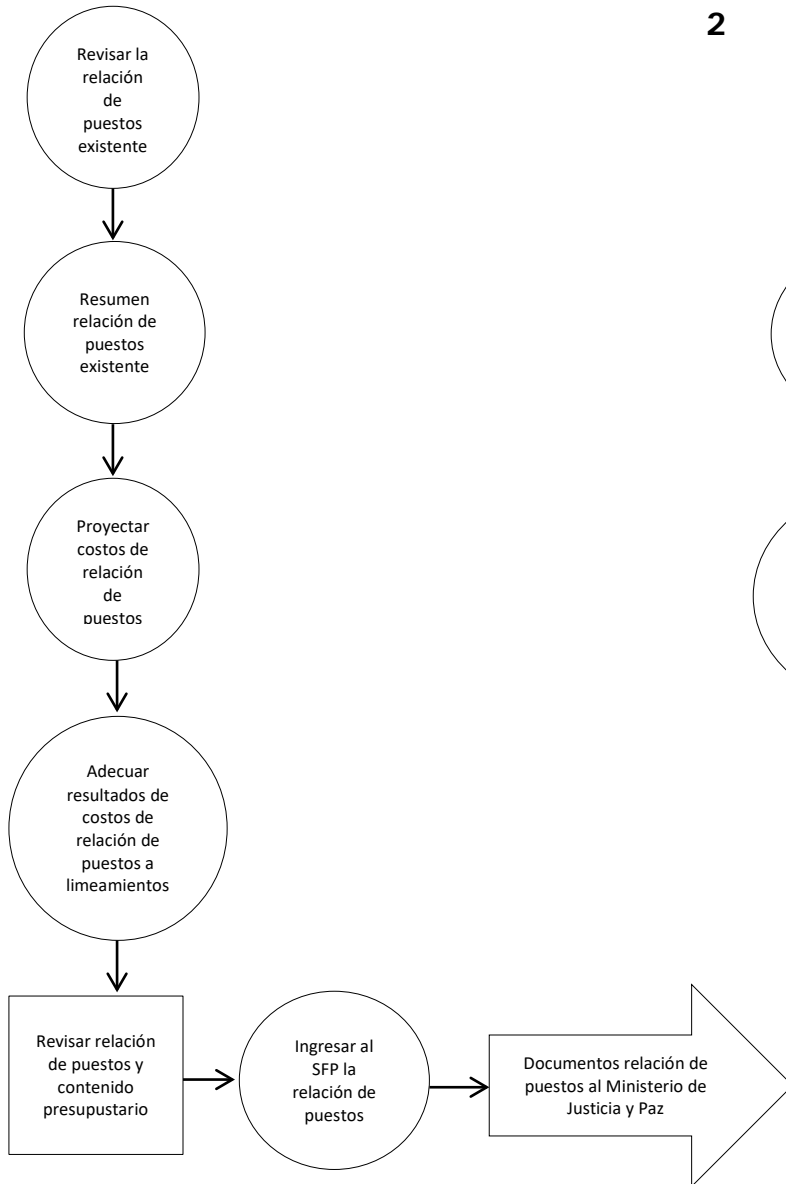 2
Revisar la
relación
de
puestos
existente
Resumen
relación de
puestos
existente
Proyectar
costos de
relación
de
puestos
Adecuar
resultados de
costos de
relación de
puestos a
limeamientos
Revisar relación
de puestos y
contenido
presupustario
Ingresar al
SFP la
relación de
puestos
Documentos relación de
puestos al Ministerio de
Justicia y Paz